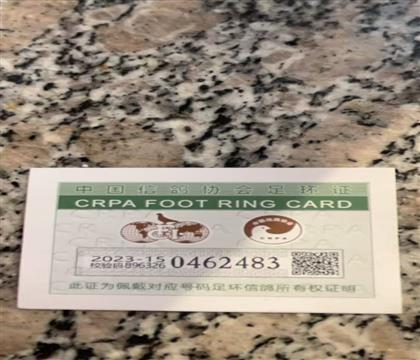 中国信鸽协会足环证
CRPA FOOT RING CARD
2023-15
校验码896326
0462483
此证为佩戴对应号码足环信鸽所有权证明